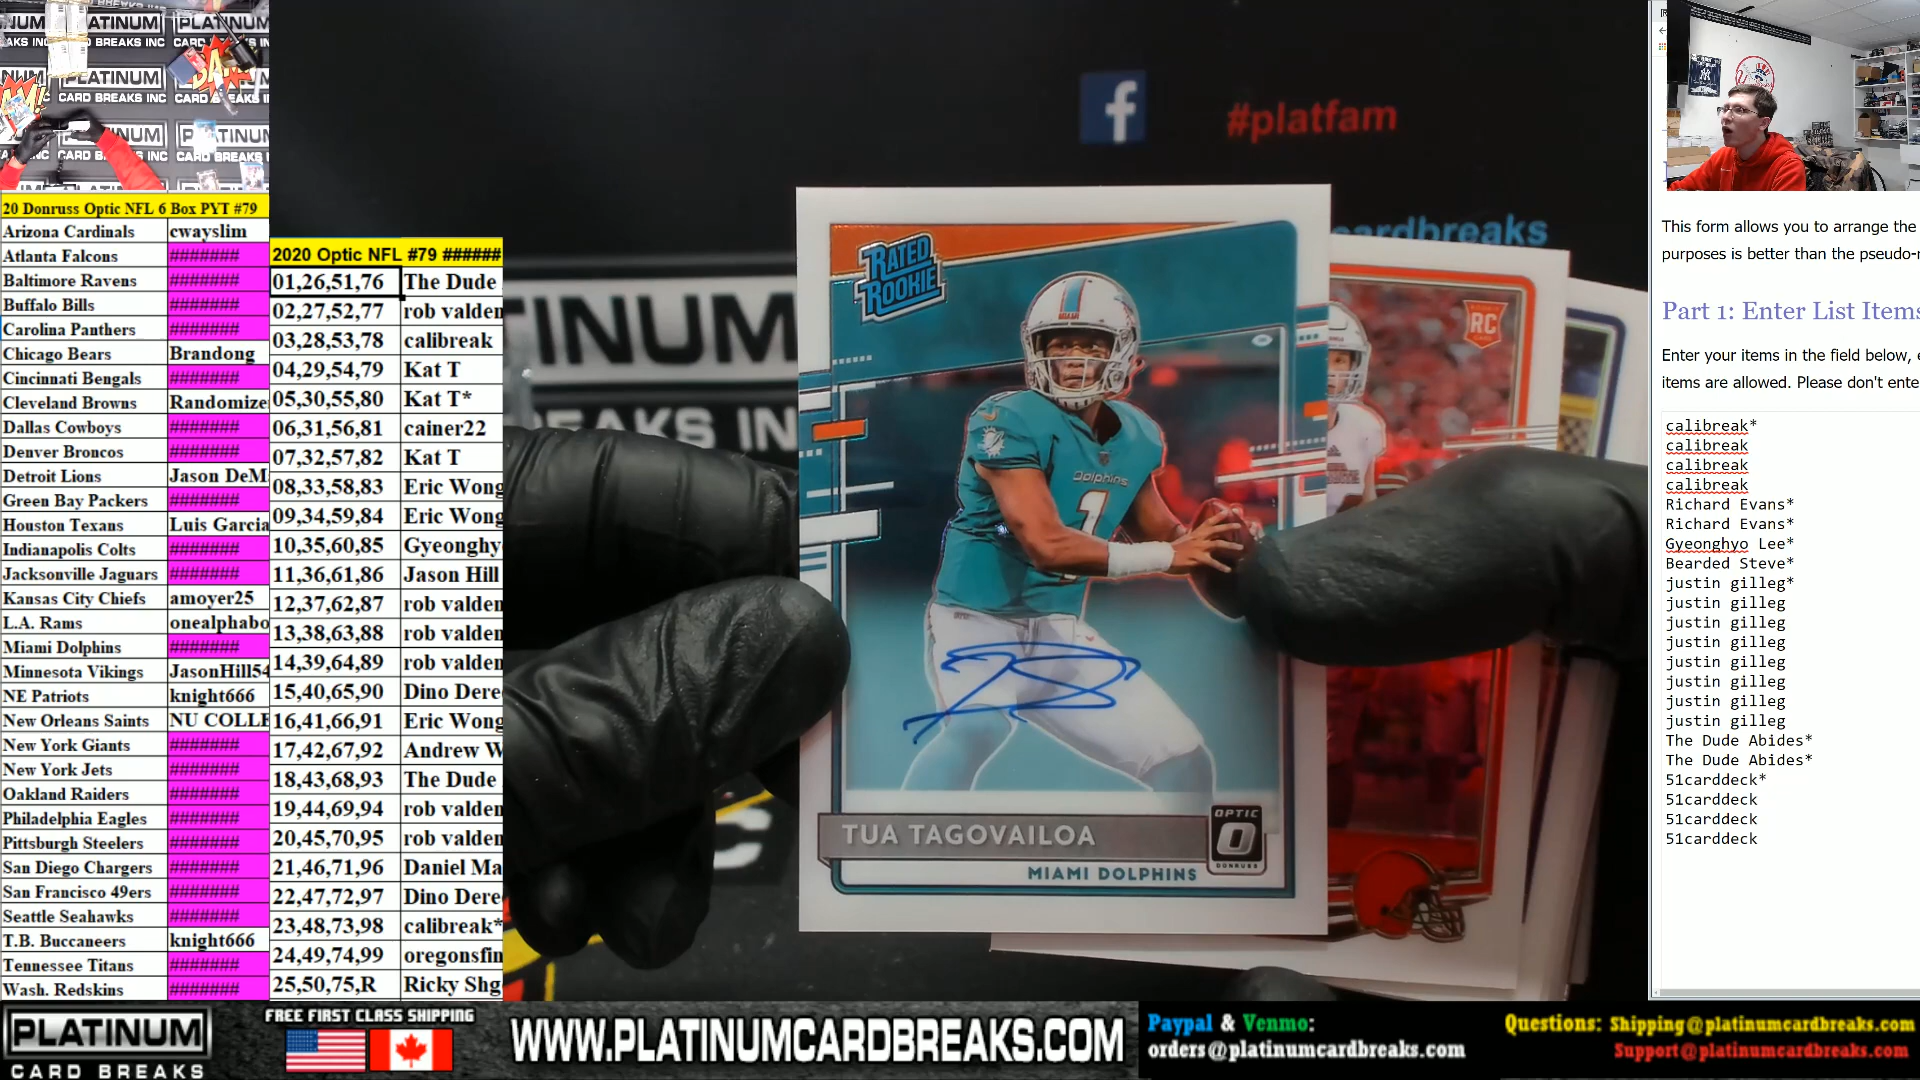 20 Donruss Optic NFL 6 Box PYT #79
Arizona Cardinals cwayslim
Atlanta Falcons #######
Baltimore Ravens #######
Buffalo Bills #######
Carolina Panthers #######
Chicago Bears Brandong
Cincinnati Bengals #######
Cleveland Browns Randomize
Dallas Cowboys #######
Denver Broncos #######
Detroit Lions Jason DeM
Green Bay Packers #######
Houston Texans Luis Garcia
Indianapolis Colts #######
Jacksonville Jaguars #######
Kansas City Chiefs amoyer25
L.A. Rams onealphabo
Miami Dolphins #######
Minnesota Vikings JasonHill54
NE Patriots knight666
New Orleans Saints NU COLLE
New York Giants #######
New York Jets #######
Oakland Raiders #######
Philadelphia Eagles #######
Pittsburgh Steelers #######
San Diego Chargers #######
San Francisco 49ers #######
Seattle Seahawks #######
T.B. Buccaneers knight666
Tennessee Titans #######
Wash. Redskins #######
2020 Optic NFL #79 ######
01,26,51,76 The Dude
02,27,52,77 rob valden
03,28,53,78 calibreak
04,29,54,79 Kat T
05,30,55,80 Kat T*
06,31,56,81 cainer22
07,32,57,82 Kat T
08,33,58,83 Eric Wong
09,34,59,84 Eric Wong
10,35,60,85 Gyeonghy
11,36,61,86 Jason Hill
12,37,62,87 rob valden
13,38,63,88 rob valden
14,39,64,89 rob valden
15,40,65,90 Dino Dere
16,41,66,91 Eric Wong
17,42,67,92 Andrew W
18,43,68,93 The Dude
19,44,69,94 rob valden
20,45,70,95 rob valden
21,46,71,96 Daniel Ma
22,47,72,97 Dino Dere
23,48,73,98 calibreak*
24,49,74,99 oregonsfin
25,50,75,R Ricky Shg
PLATINUM
CARD BREAKS INC
f
#platfam
cardbreaks
TINUM
EAKS IN
RATED
ROOKIE
Dolphins
1
RC
TUA TAGOVAILOA
MIAMI DOLPHINS
OPTIC
DONRUSS
This form allows you to arrange the
purposes is better than the pseudo-r
Part 1: Enter List Items
Enter your items in the field below, e
items are allowed. Please don't ente
calibreak*
calibreak
calibreak
calibreak
Richard Evans*
Richard Evans*
Gyeonghyo Lee*
Bearded Steve*
justin gilleg*
justin gilleg
justin gilleg
justin gilleg
justin gilleg
justin gilleg
justin gilleg
justin gilleg
The Dude Abides*
The Dude Abides*
51carddeck*
51carddeck
51carddeck
51carddeck
PLATINUM
CARD BREAKS
FREE FIRST CLASS SHIPPING
WWW.PLATINUMCARDBREAKS.COM
Paypal & Venmo:
orders@platinumcardbreaks.com
Questions: Shipping@platinumcardbreaks.com
Support@platinumcardbreaks.com